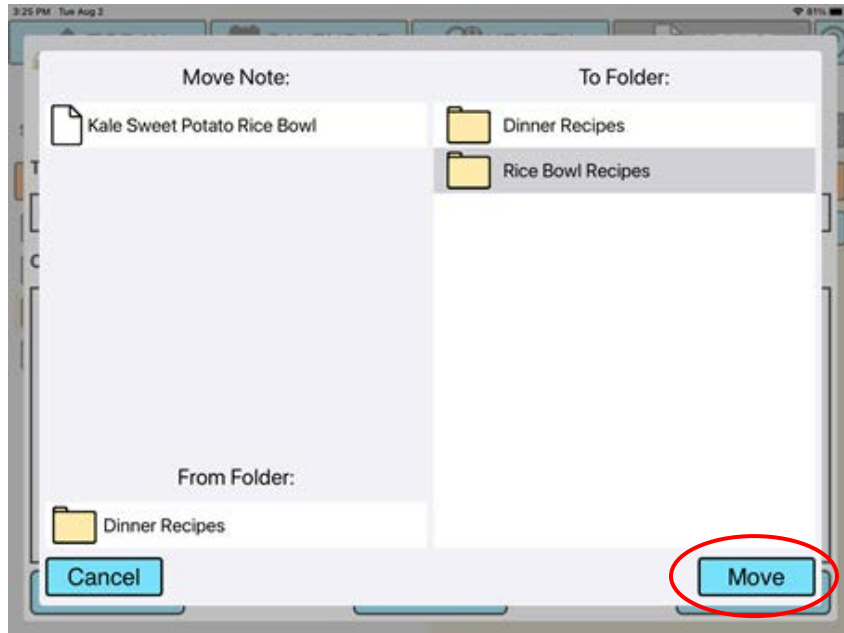 3:25 PM Tue Aug 2
81%
Move Note:
To Folder:
Kale Sweet Potato Rice Bowl
Dinner Recipes
Rice Bowl Recipes
From Folder:
Dinner Recipes
Cancel
Move